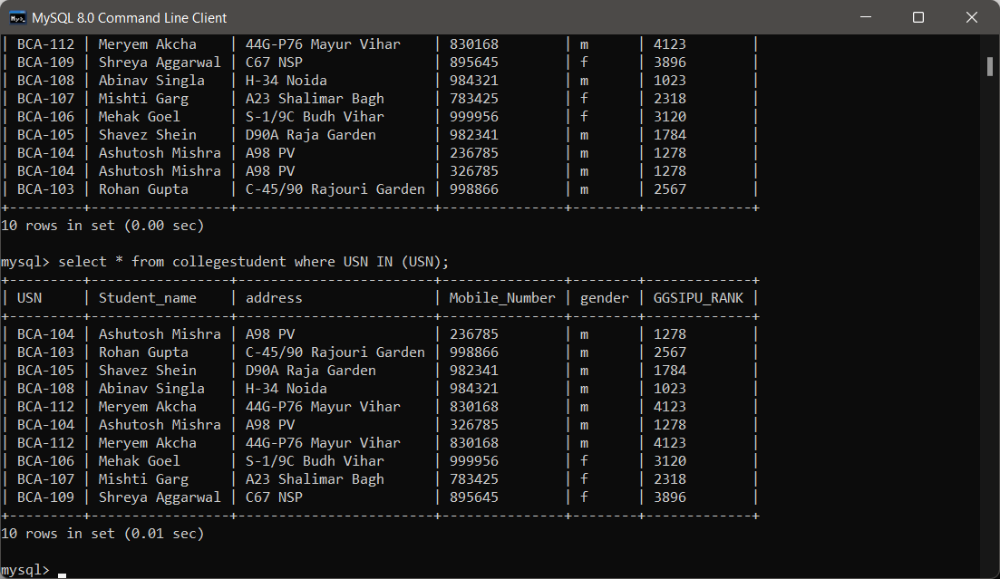 MySQL 8.0 Command Line Client
| BCA-112 | Meryem Akcha    | 44G-P76 Mayur Vihar    | 830168        | m      | 4123        |
| BCA-109 | Shreya Aggarwal | C67 NSP                | 895645        | f      | 3896        |
| BCA-108 | Abinav Singla   | H-34 Noida             | 984321        | m      | 1023        |
| BCA-107 | Mishti Garg     | A23 Shalimar Bagh      | 783425        | f      | 2318        |
| BCA-106 | Mehak Goel      | S-1/9C Budh Vihar      | 999956        | f      | 3120        |
| BCA-105 | Shavez Shein    | D90A Raja Garden       | 982341        | m      | 1784        |
| BCA-104 | Ashutosh Mishra | A98 PV                 | 236785        | m      | 1278        |
| BCA-104 | Ashutosh Mishra | A98 PV                 | 326785        | m      | 1278        |
| BCA-103 | Rohan Gupta     | C-45/90 Rajouri Garden | 998866        | m      | 2567        |
+---------+-----------------+------------------------+---------------+--------+-------------+
10 rows in set (0.00 sec)
mysql> select * from collegestudent where USN IN (USN);
+---------+-----------------+------------------------+---------------+--------+-------------+
| USN     | Student_name    | address                | Mobile_Number | gender | GGSIPU_RANK |
+---------+-----------------+------------------------+---------------+--------+-------------+
| BCA-104 | Ashutosh Mishra | A98 PV                 | 236785        | m      | 1278        |
| BCA-103 | Rohan Gupta     | C-45/90 Rajouri Garden | 998866        | m      | 2567        |
| BCA-105 | Shavez Shein    | D90A Raja Garden       | 982341        | m      | 1784        |
| BCA-108 | Abinav Singla   | H-34 Noida             | 984321        | m      | 1023        |
| BCA-112 | Meryem Akcha    | 44G-P76 Mayur Vihar    | 830168        | m      | 4123        |
| BCA-104 | Ashutosh Mishra | A98 PV                 | 326785        | m      | 1278        |
| BCA-112 | Meryem Akcha    | 44G-P76 Mayur Vihar    | 830168        | m      | 4123        |
| BCA-106 | Mehak Goel      | S-1/9C Budh Vihar      | 999956        | f      | 3120        |
| BCA-107 | Mishti Garg     | A23 Shalimar Bagh      | 783425        | f      | 2318        |
| BCA-109 | Shreya Aggarwal | C67 NSP                | 895645        | f      | 3896        |
+---------+-----------------+------------------------+---------------+--------+-------------+
10 rows in set (0.01 sec)
mysql>